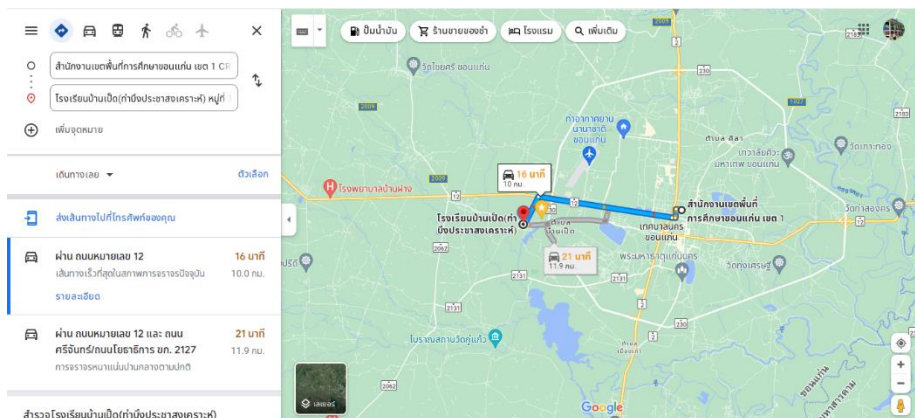 สำนักงานเขตพื้นที่การศึกษาขอนแก่น เขต 1 CR
โรงเรียนบ้านเป็ด(ท่าบึงประชาสงเคราะห์) หมู่ที่
เพิ่มจุดหมาย
เดินทางเลย
ตัวเลือก
ส่งเส้นทางไปที่โทรศัพท์ของคุณ
ผ่าน ถนนหมายเลข 12
16 นาที
เส้นทางเร็วที่สุดในสภาพการจราจรปัจจุบัน
10.0 กม.
รายละเอียด
ผ่าน ถนนหมายเลข 12 และ ถนน
21 นาที
ศรีจันทร์/ถนนโยธาธิการ ขก. 2127
11.9 กม.
การจราจรหนาแน่นปานกลางตามปกติ
สำรวจ โรงเรียนบ้านเป็ด(ท่าบึงประชาสงเคราะห์)
ปั๊มน้ำมัน
ร้านขายของชำ
โรงแรม
เพิ่มเติม
วัดไชยศรี ขอนแก่น
230
2
2004
ท่าอากาศยาน
นานาชาติ
ขอนแก่น
ตำบล ศิลา
2183
เทวาลัยศิวะ
มหาเทพ ขอนแก่น
วัดเกาะทอง
2009
โรงพยาบาลบ้านฝาง
12
16 นาที
10 กม.
12
โรงเรียนบ้านเป็ด(ท่า
บึงประชาสงเคราะห์)
สำนักงานเขตพื้นที่
การศึกษาขอนแก่น เขต 1
เทศบาลนคร
ขอนแก่น
12
2062
21 นาที
11.9 กม.
พระมหาธาตุแก่นนคร
2131
2131
2
230
โบราณสถานวัดกู่แก้ว
2062
เลเยอร์
Google